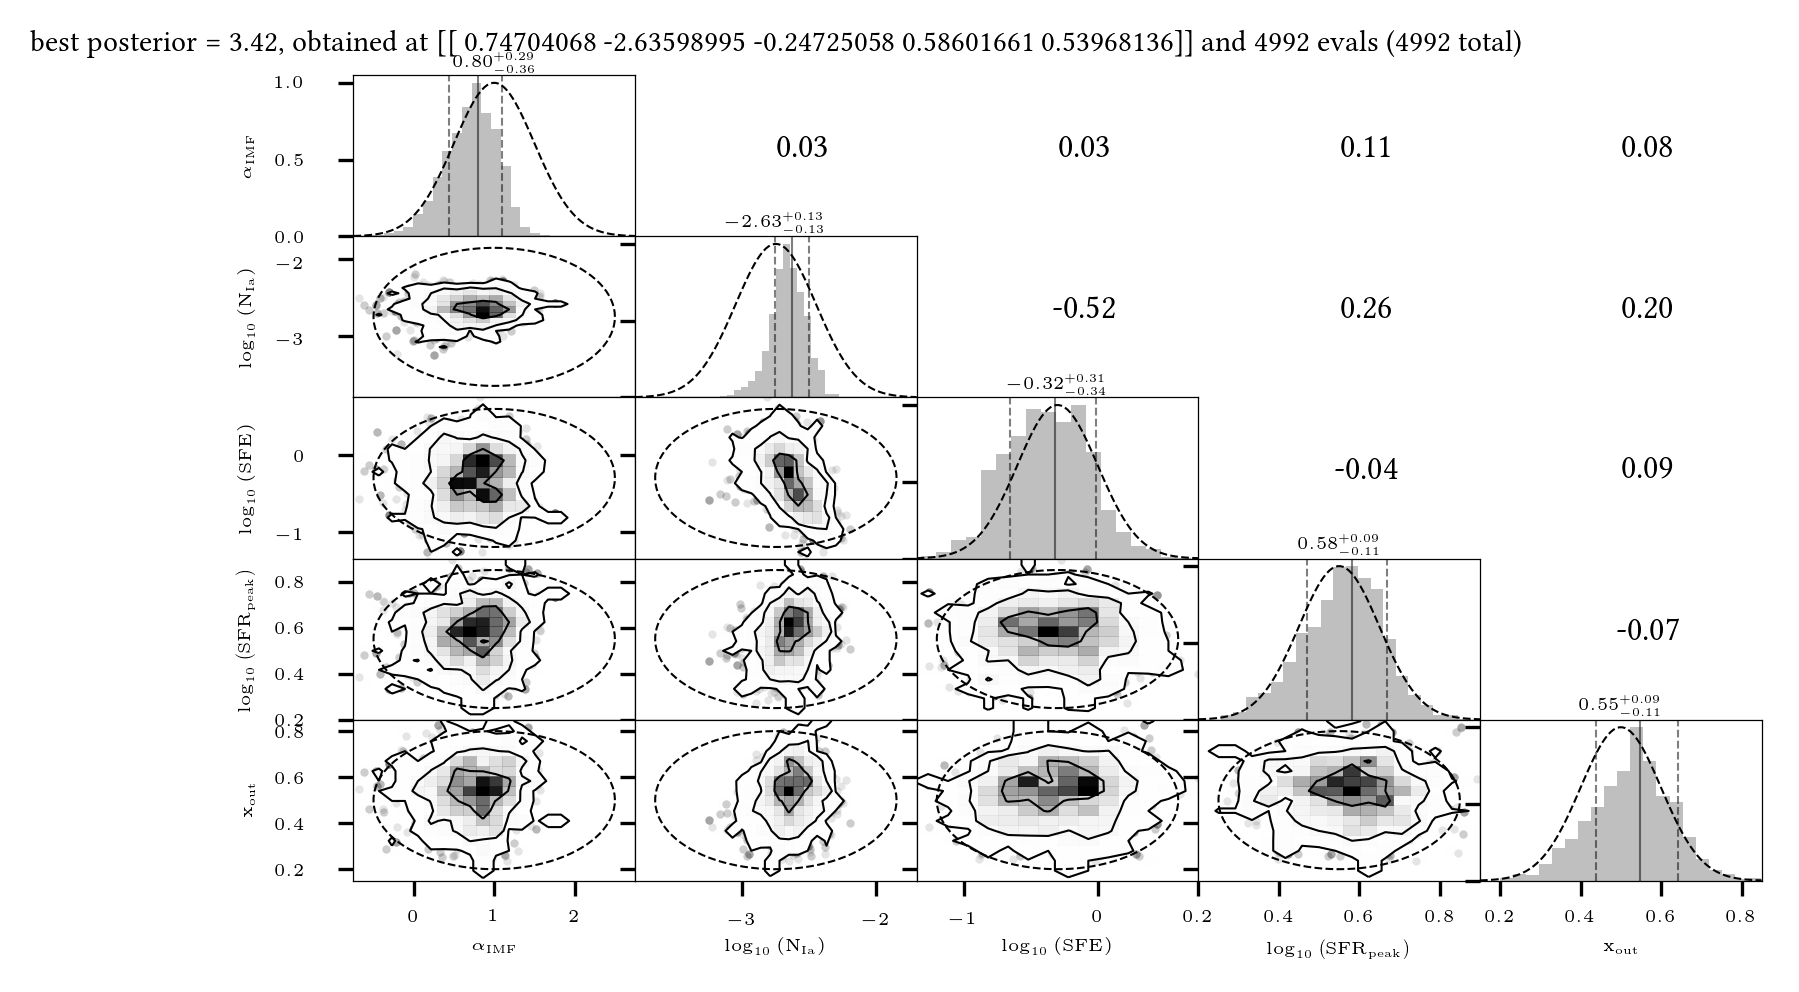 best posterior = 3.42, obtained at [[ 0.74704068 -2.63598995 -0.24725058 0.58601661 0.53968136]] and 4992 evals (4992 total)
0.80+0.29−0.36
1.0
0.5
0.0
αIMF
0.03
0.03
0.11
0.08
−2.63+0.13−0.13
−2
−3
log10 (NIa)
-0.52
0.26
0.20
−0.32+0.31−0.34
0
−1
log10 (SFE)
-0.04
0.09
0.58+0.09−0.11
0.8
0.6
0.4
0.2
log10 (SFRpeak)
-0.07
0.55+0.09−0.11
0.8
0.6
0.4
0.2
xout
0 1 2
−3 −2
−1 0
0.2 0.4 0.6 0.8
0.2 0.4 0.6 0.8
αIMF
log10 (NIa)
log10 (SFE)
log10 (SFRpeak)
xout